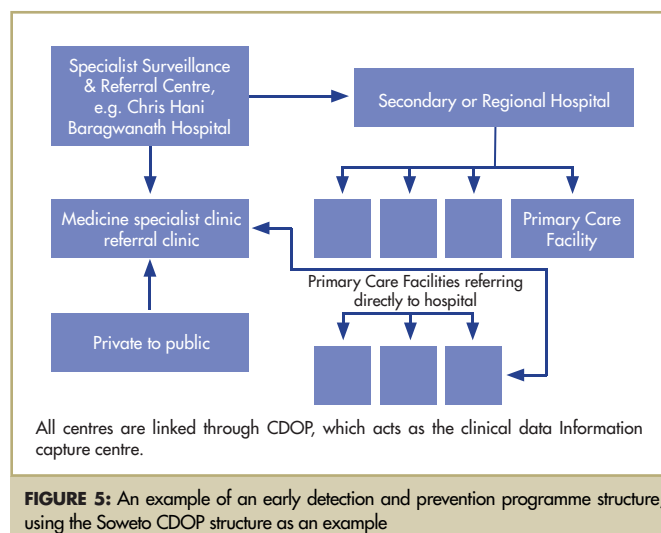 Specialist Surveillance
& Referral Centre,
e.g. Chris Hani
Baragwanath Hospital
Secondary or Regional Hospital
Medicine specialist clinic
referral clinic
Primary Care
Facility
Primary Care Facilities referring
directly to hospital
Private to public
All centres are linked through CDOP, which acts as the clinical data Information
capture centre.
FIGURE 5: An example of an early detection and prevention programme structure,
using the Soweto CDOP structure as an example